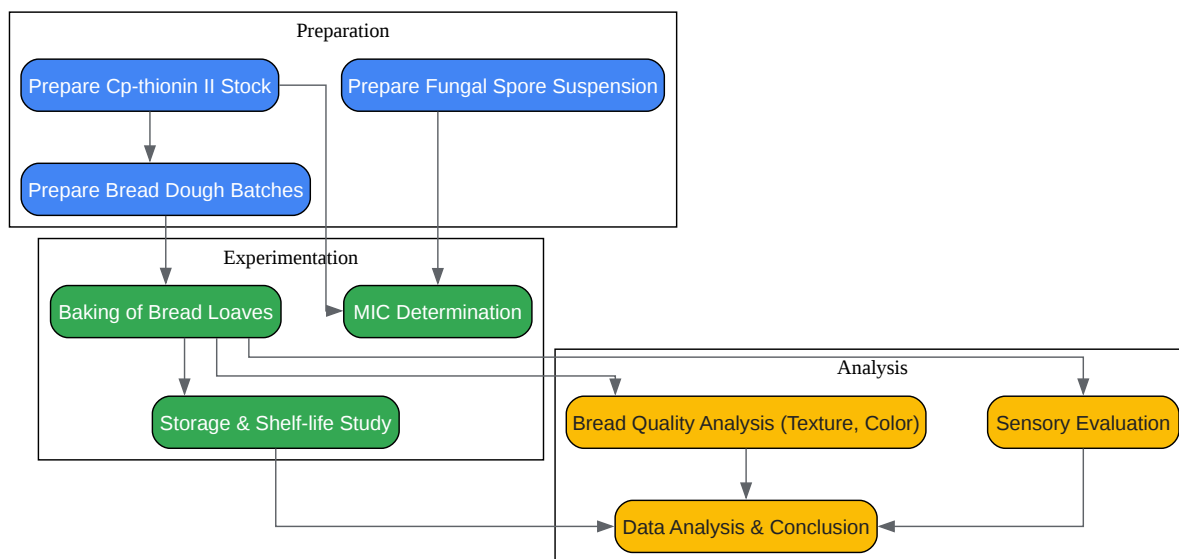 Preparation
Prepare Cp-thionin II Stock
Prepare Fungal Spore Suspension
Prepare Bread Dough Batches
Experimentation
Baking of Bread Loaves
MIC Determination
Analysis
Storage & Shelf-life Study
Bread Quality Analysis (Texture, Color)
Sensory Evaluation
Data Analysis & Conclusion